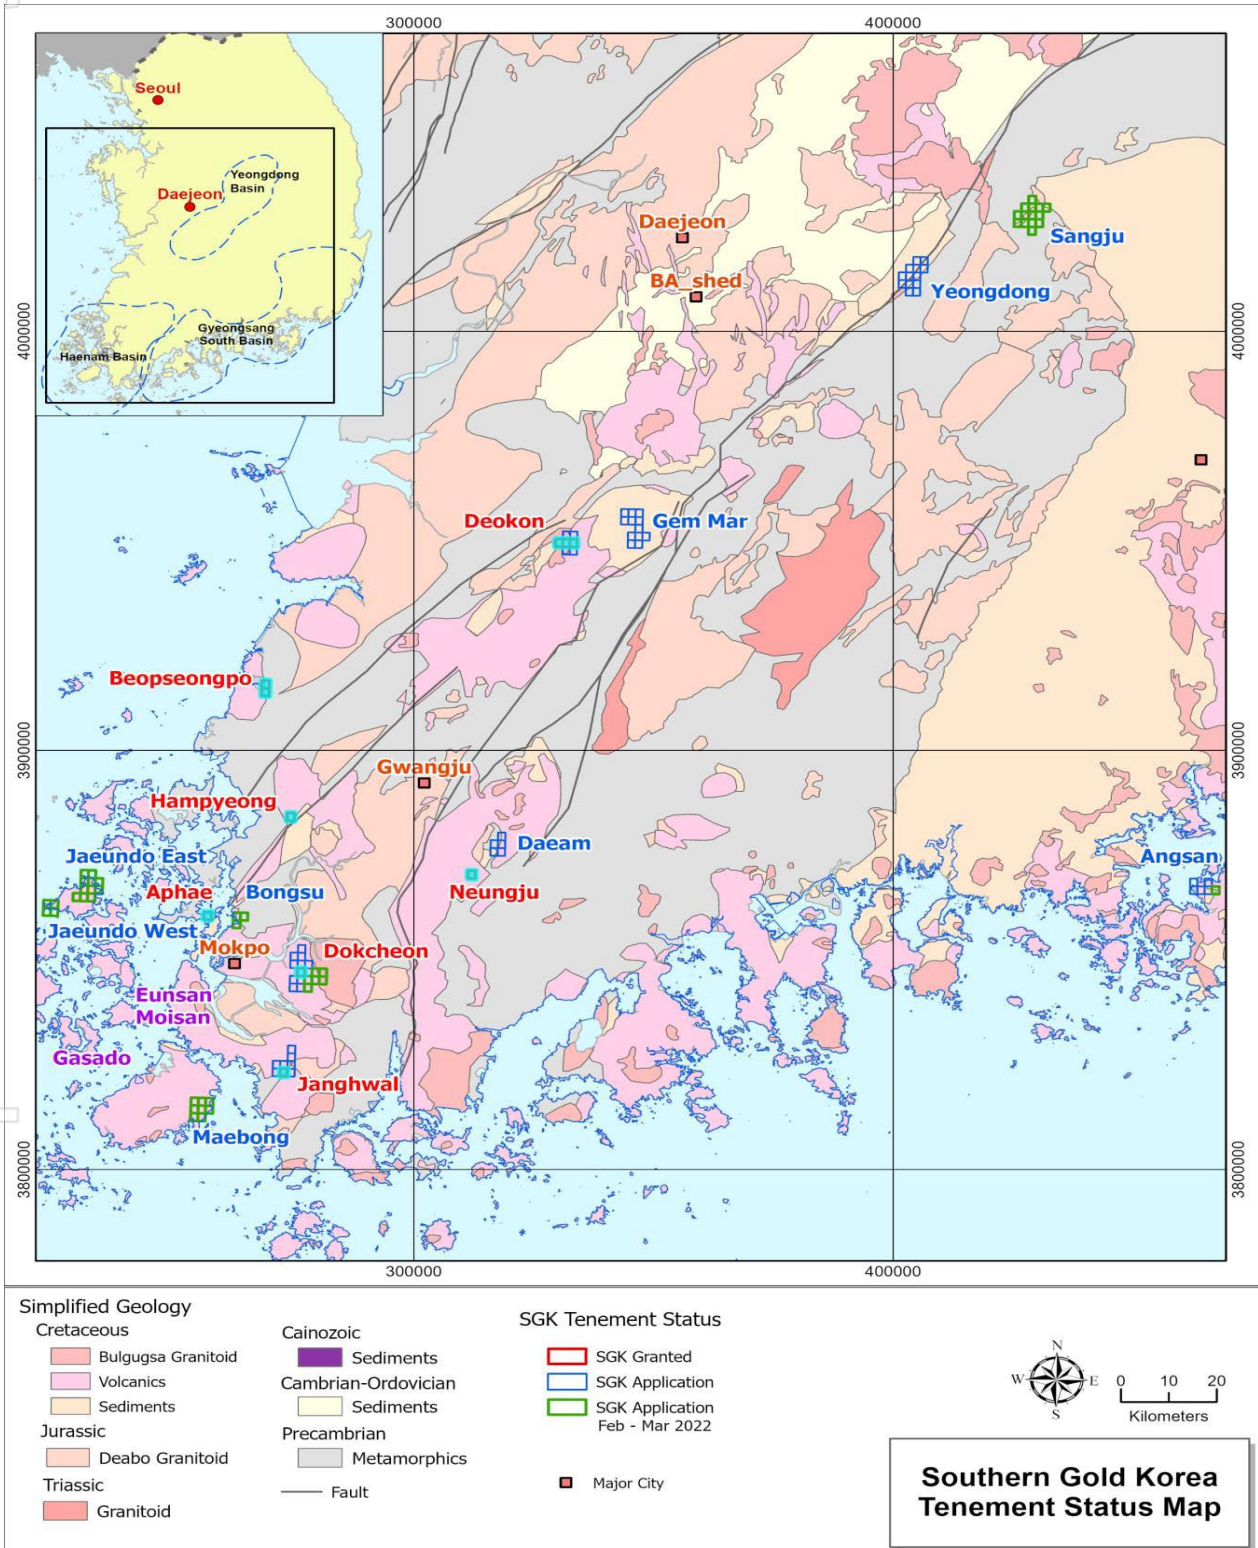 300000
400000
Seoul
Yeongdong
Basin
Daejeon
Gyeongsang
South Basin
Haenam Basin
Daejeon
BA_shed
Sangju
Yeongdong
4000000
4000000
Deokon
Gem Mar
Beopseongpo
3900000
3900000
Gwangju
Hampyeong
Daeam
Jaeundo East
Angsan
Aphae
Bongsu
Neungju
Jaeundo West
Mokpo
Dokcheon
Eunsan
Moisan
Gasado
Janghwal
Maebong
3800000
3800000
300000
400000
Simplified Geology
Cretaceous
Bulgugsa Granitoid
Volcanics
Sediments
Jurassic
Deabo Granitoid
Triassic
Granitoid
Cainozoic
Sediments
Cambrian-Ordovician
Sediments
Precambrian
Metamorphics
Fault
SGK Tenement Status
SGK Granted
SGK Application
SGK Application
Feb - Mar 2022
Major City
N
W
E
S
0 10 20
Kilometers
Southern Gold Korea
Tenement Status Map